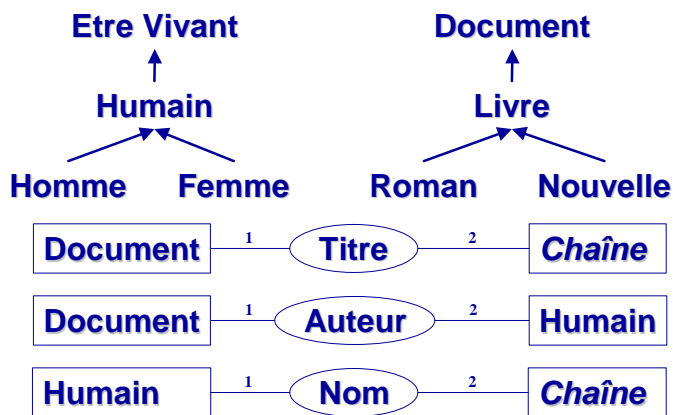 Etre Vivant Document
Humain Livre
Homme Femme Roman Nouvelle
Document 1 Titre 2 Chaîne
Document 1 Auteur 2 Humain
Humain 1 Nom 2 Chaîne